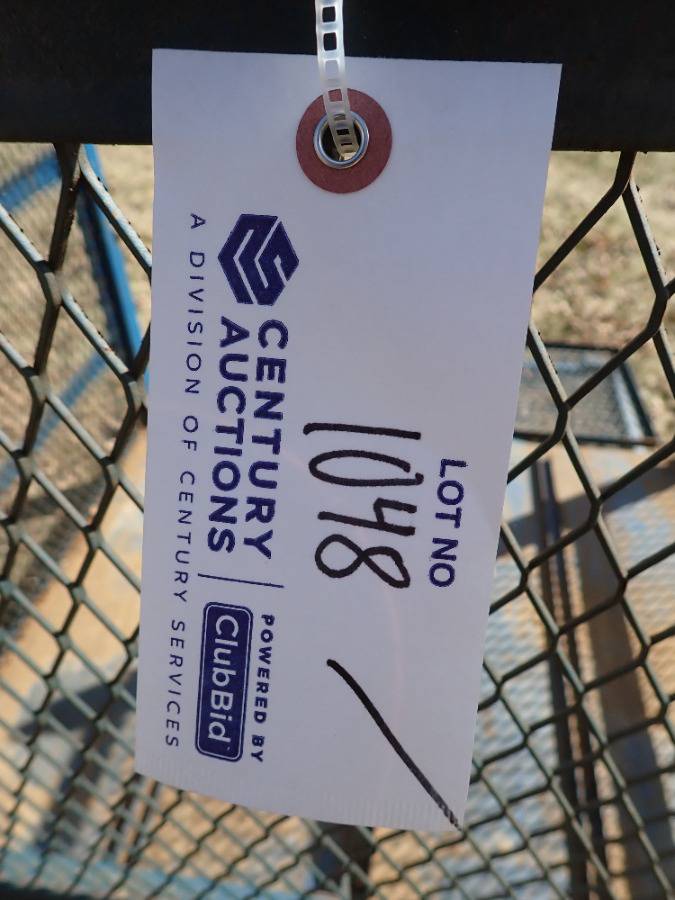 LOT NO
1048 /
CENTURY
AUCTIONS
POWERED BY
ClubBid
A DIVISION OF CENTURY SERVICES